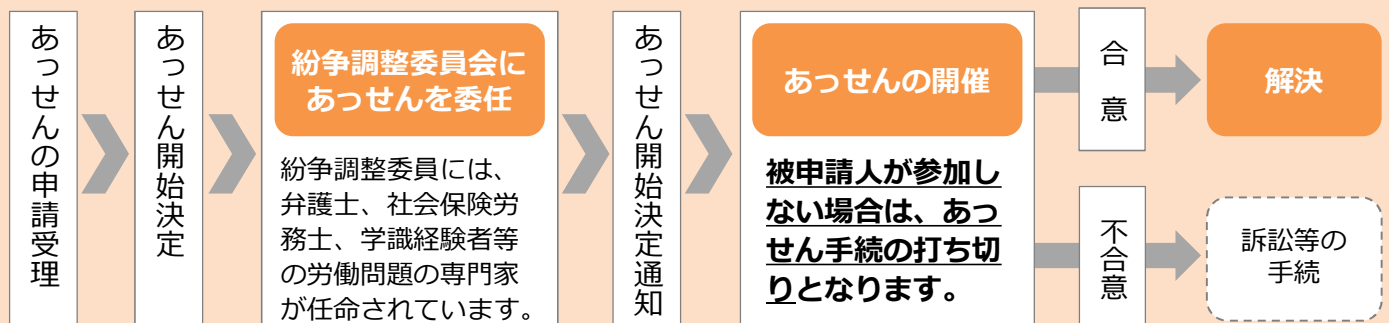 あっせんの申請受理
あっせん開始決定
紛争調整委員会に
あっせんを委任
紛争調整委員には、
弁護士、社会保険労
務士、学識経験者等
の労働問題の専門家
が任命されています。
あっせん開始決定通知
あっせんの開催
被申請人が参加し
ない場合は、あっ
せん手続の打ち切
りとなります。
合意
解決
不合意
訴訟等の
手続